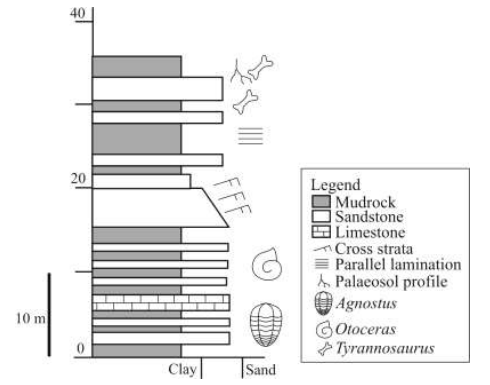 40
20
10 m
0
Clay
Sand
Legend
Mudrock
Sandstone
Limestone
Cross strata
Parallel lamination
Palaeosol profile
Agnostus
Otoceras
Tyrannosaurus